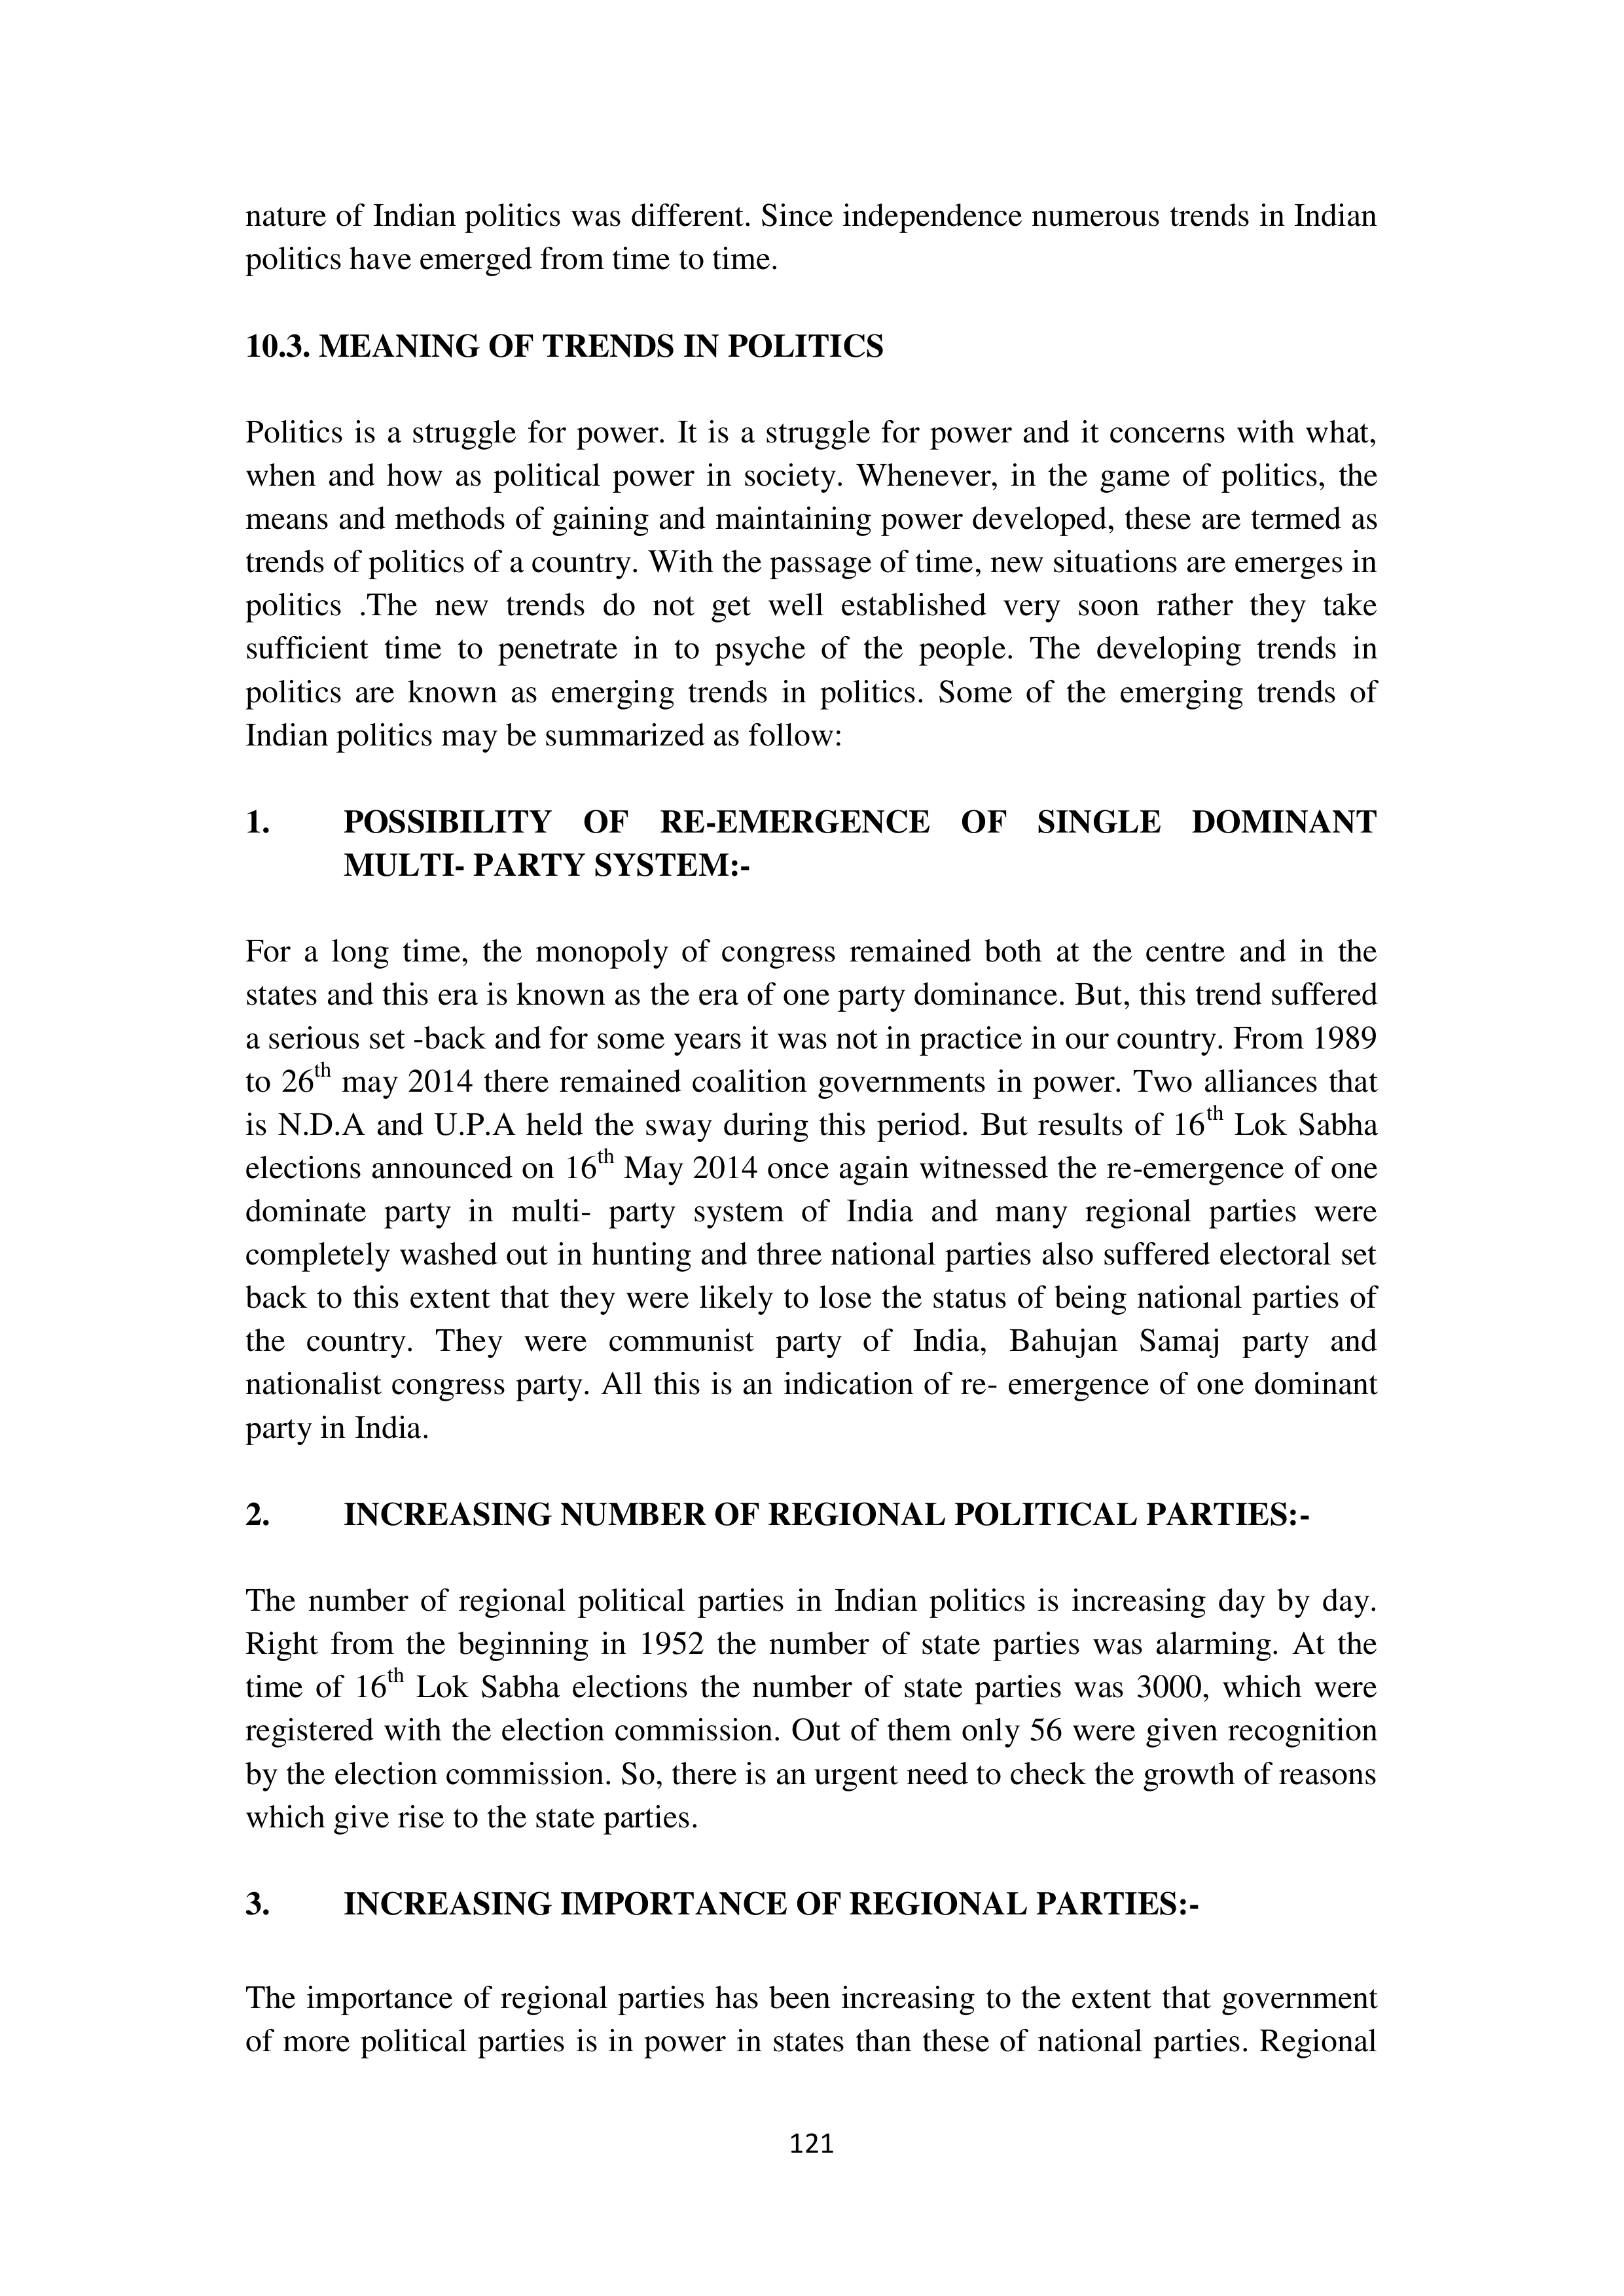 nature of Indian politics was different. Since independence numerous trends in Indian
politics have emerged from time to time.
10.3. MEANING OF TRENDS IN POLITICS
Politics is a struggle for power. It is a struggle for power and it concerns with what,
when and how as political power in society. Whenever, in the game of politics, the
means and methods of gaining and maintaining power developed, these are termed as
trends of politics of a country. With the passage of time, new situations are emerges in
politics .The new trends do not get well established very soon rather they take
sufficient time to penetrate in to psyche of the people. The developing trends in
politics are known as emerging trends in politics. Some of the emerging trends of
Indian politics may be summarized as follow:
1. POSSIBILITY OF RE-EMERGENCE OF SINGLE DOMINANT
MULTI- PARTY SYSTEM:-
For a long time, the monopoly of congress remained both at the centre and in the
states and this era is known as the era of one party dominance. But, this trend suffered
a serious set -back and for some years it was not in practice in our country. From 1989
to 26th may 2014 there remained coalition governments in power. Two alliances that
is N.D.A and U.P.A held the sway during this period. But results of 16th Lok Sabha
elections announced on 16th May 2014 once again witnessed the re-emergence of one
dominate party in multi- party system of India and many regional parties were
completely washed out in hunting and three national parties also suffered electoral set
back to this extent that they were likely to lose the status of being national parties of
the country. They were communist party of India, Bahujan Samaj party and
nationalist congress party. All this is an indication of re- emergence of one dominant
party in India.
2. INCREASING NUMBER OF REGIONAL POLITICAL PARTIES:-
The number of regional political parties in Indian politics is increasing day by day.
Right from the beginning in 1952 the number of state parties was alarming. At the
time of 16th Lok Sabha elections the number of state parties was 3000, which were
registered with the election commission. Out of them only 56 were given recognition
by the election commission. So, there is an urgent need to check the growth of reasons
which give rise to the state parties.
3. INCREASING IMPORTANCE OF REGIONAL PARTIES:-
The importance of regional parties has been increasing to the extent that government
of more political parties is in power in states than these of national parties. Regional
121